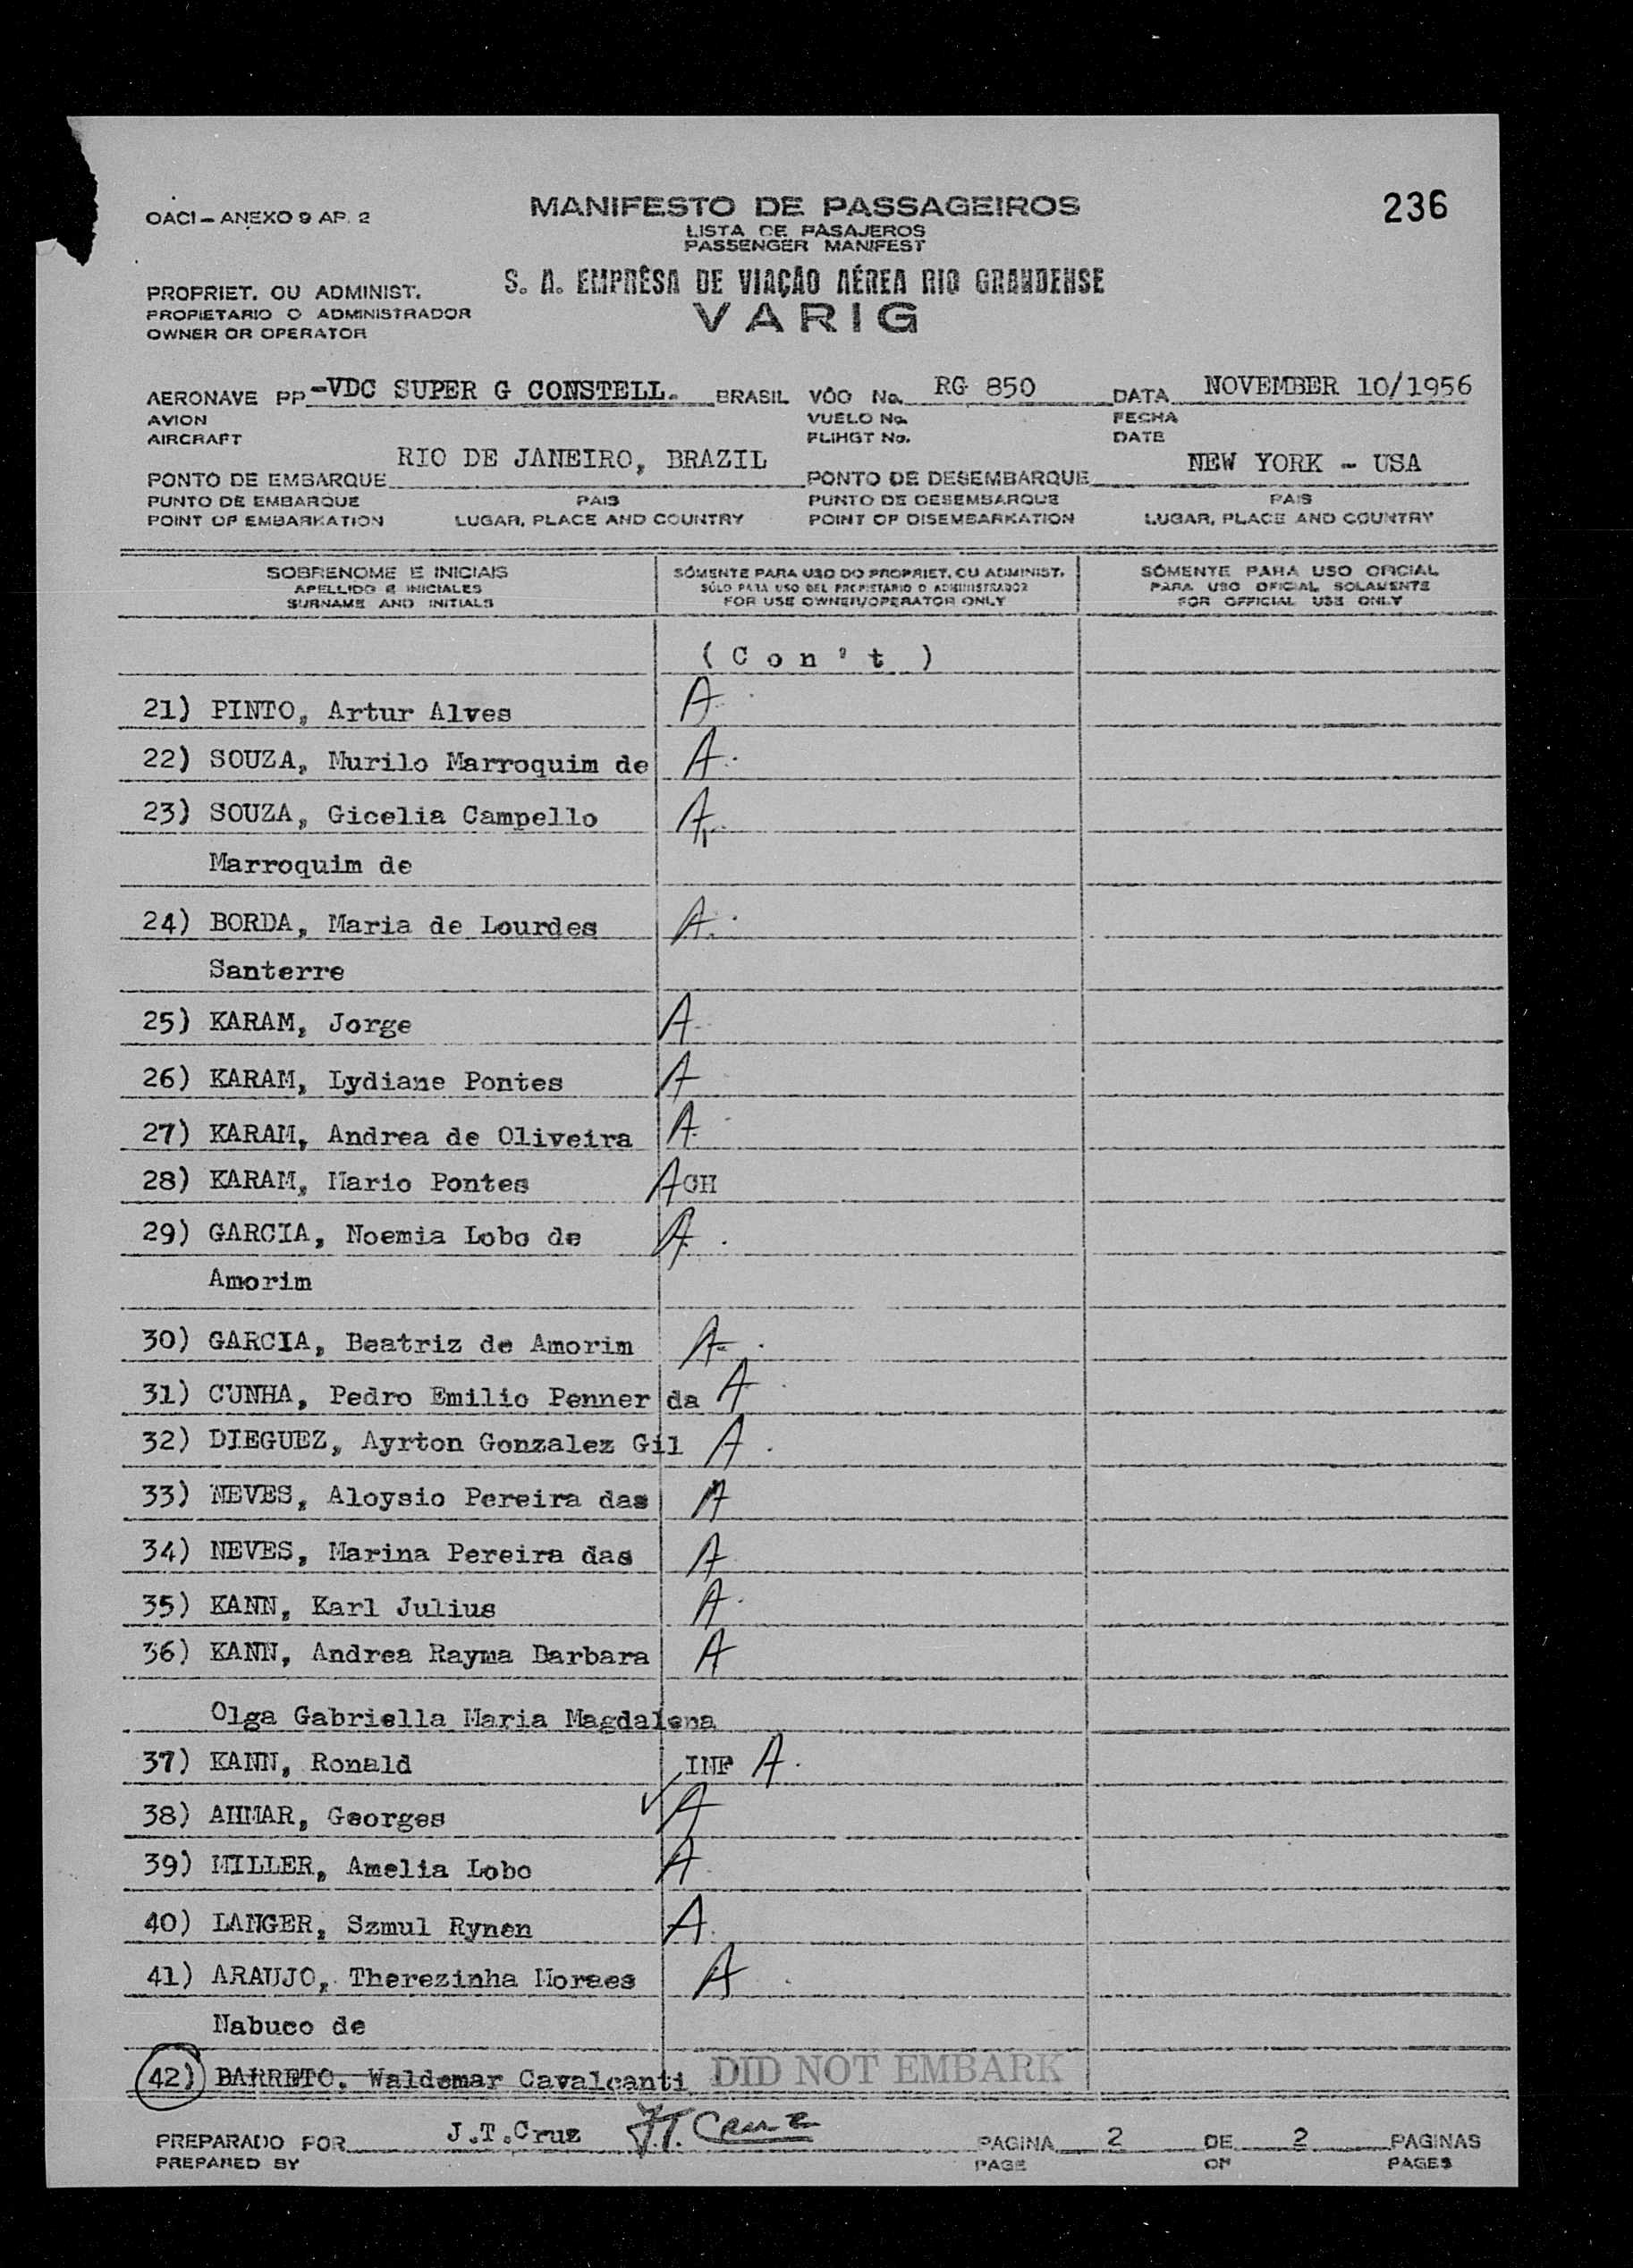 OACI – ANEXO 9 AP. 2
MANIFESTO DE PASSAGEIROS
236
LISTA DE PASAJEROS
PASSENGER MANIFEST
PROPRIET. OU ADMINIST.
S. A. EMPRÊSA DE VIAÇÃO AÉREA RIO GRANDENSE
PROPIETARIO O ADMINISTRADOR
VARIG
OWNER OR OPERATOR
AERONAVE PP -VDC SUPER G CONSTELL. BRASIL VÔO No. RG 850 DATA NOVEMBER 10/1956
AVION VUELO No. FECHA
AIRCRAFT FLIHGT No. DATE
PONTO DE EMBARQUE RIO DE JANEIRO, BRAZIL PONTO DE DESEMBARQUE NEW YORK - USA
PUNTO DE EMBARQUE PAIS PUNTO DE DESEMBARQUE PAIS
POINT OF EMBARKATION LUGAR, PLACE AND COUNTRY POINT OF DISEMBARKATION LUGAR, PLACE AND COUNTRY
SOBRENOME E INICIAIS SÓMENTE PARA USO DO PROPRIET. OU ADMINIST. SÓMENTE PARA USO OFICIAL
APELLIDO E INICIALES SÓLO PARA USO DEL PROPIETARIO O ADMINISTRADOR PARA USO OFICIAL SOLAMENTE
SURNAME AND INITIALS FOR USE OWNER/OPERATOR ONLY FOR OFFICIAL USE ONLY
( C o n ' t )
21) PINTO, Artur Alves A
22) SOUZA, Murilo Marroquim de A
23) SOUZA, Gicelia Campello A
Marroquim de
24) BORDA, Maria de Lourdes A
Santerre
25) KARAM, Jorge A
26) KARAM, Lydiane Pontes A
27) KARAM, Andrea de Oliveira A
28) KARAM, Mario Pontes A CH
29) GARCIA, Noemia Lobo de A
Amorim
30) GARCIA, Beatriz de Amorim A
31) CUNHA, Pedro Emilio Penner da A
32) DIEGUEZ, Ayrton Gonzalez Gil A
33) NEVES, Aloysio Pereira das A
34) NEVES, Marina Pereira das A
35) KANN, Karl Julius A
36) KANN, Andrea Rayma Barbara A
Olga Gabriella Maria Magdalena
37) KANN, Ronald INF A
38) AHMAR, Georges A
39) MILLER, Amelia Lobo A
40) LANGER, Szmul Rynen A
41) ARAUJO, Therezinha Moraes A
Nabuco de
42) BARRETO. Waldemar Cavalcanti DID NOT EMBARK
PREPARADO POR J.T.Cruz J.T. Cruz PAGINA 2 DE 2 PAGINAS
PREPARED BY PAGE ON PAGES